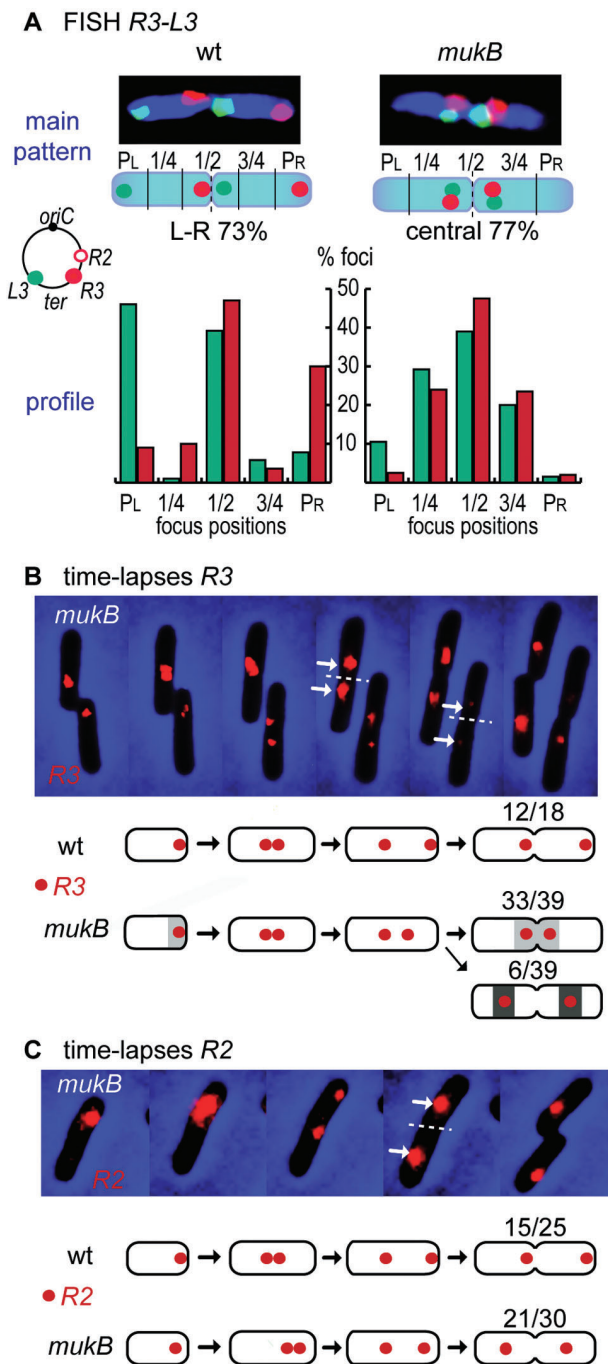 A FISH R3-L3
wt mukB
main pattern
PL 1/4 1/2 3/4 PR PL 1/4 1/2 3/4 PR
L-R 73% central 77%
oriC
R2
L3 R3
ter
% foci
50
40
30
20
10
profile
PL 1/4 1/2 3/4 PR PL 1/4 1/2 3/4 PR
focus positions focus positions
B time-lapses R3
mukB
R3
12/18
wt
R3
33/39
mukB
6/39
C time-lapses R2
mukB
R2
15/25
wt
R2
21/30
mukB